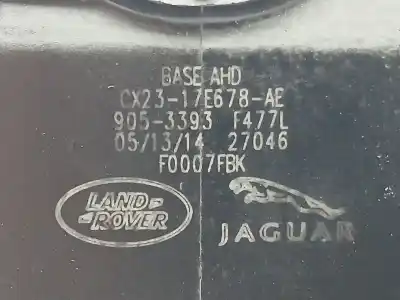 BASE AHD
CX23-17E678-AE
905-3393 F477L
05/13/14 27046
F0007FBK
LAND-
-ROVER
JAGUAR